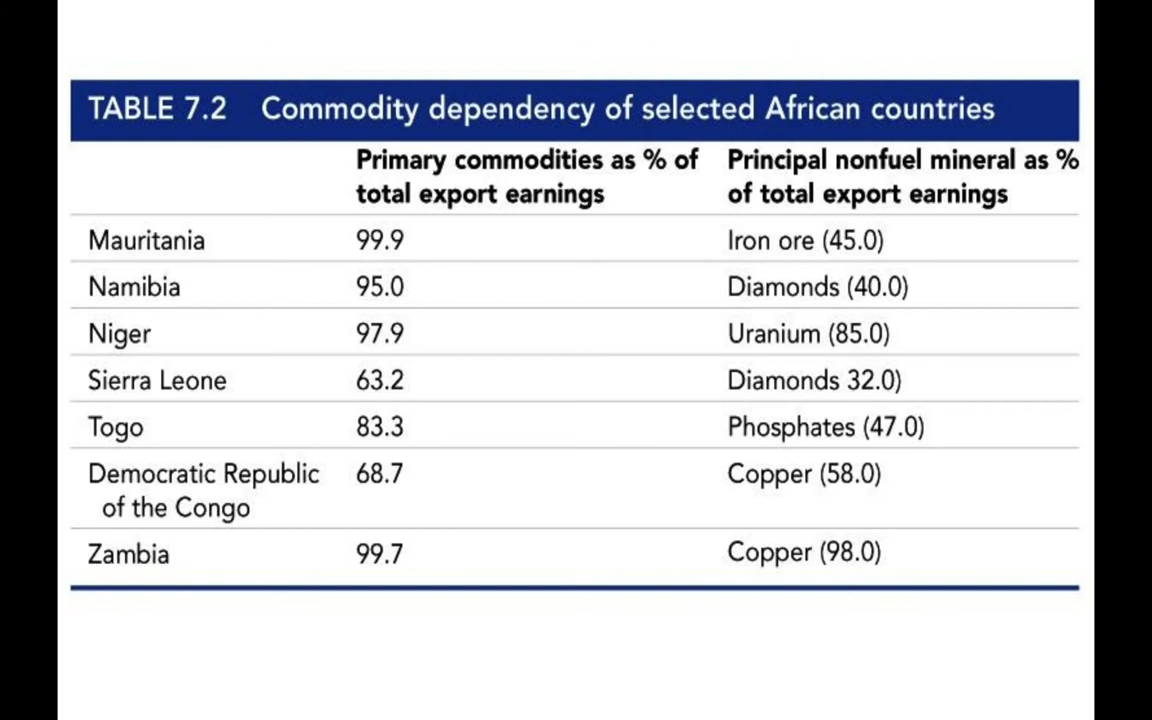 TABLE 7.2 Commodity dependency of selected African countries
Primary commodities as % of Principal nonfuel mineral as %
total export earnings of total export earnings
Mauritania 99.9 Iron ore (45.0)
Namibia 95.0 Diamonds (40.0)
Niger 97.9 Uranium (85.0)
Sierra Leone 63.2 Diamonds 32.0)
Togo 83.3 Phosphates (47.0)
Democratic Republic 68.7 Copper (58.0)
of the Congo
Zambia 99.7 Copper (98.0)